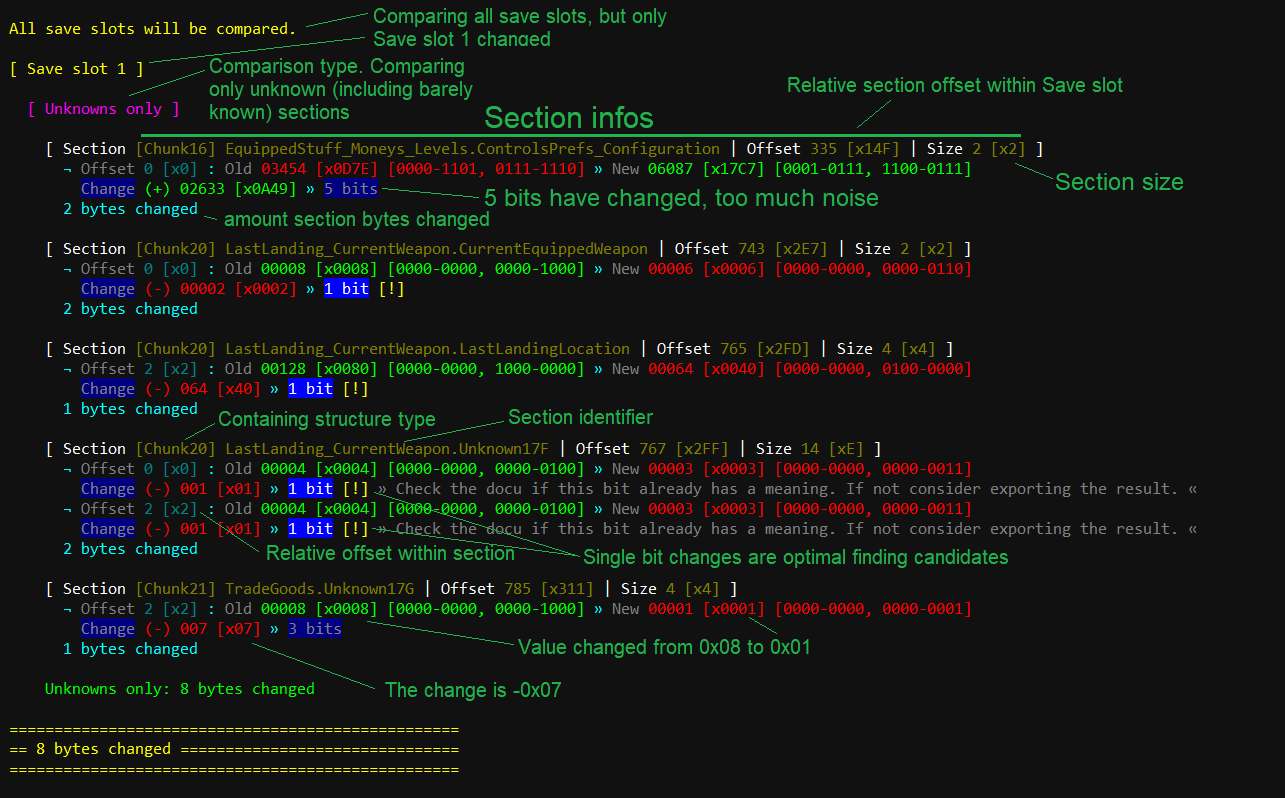 All save slots will be compared.
Comparing all save slots, but only
Save slot 1 changed
[ Save slot 1 ]
Comparison type. Comparing
only unknown (including barely
known) sections
[ Unknowns only ]
Relative section offset within Save slot
Section infos
[ Section [Chunk16] EquippedStuff_Moneys_Levels.ControlsPrefs_Configuration | Offset 335 [x14F] | Size 2 [x2] ]
¬ Offset 0 [x0] : Old 03454 [x0D7E] [0000-1101, 0111-1110] » New 06087 [x17C7] [0001-0111, 1100-0111]
Change (+) 02633 [x0A49] » 5 bits
Section size
5 bits have changed, too much noise
2 bytes changed
amount section bytes changed
[ Section [Chunk20] LastLanding_CurrentWeapon.CurrentEquippedWeapon | Offset 743 [x2E7] | Size 2 [x2] ]
¬ Offset 0 [x0] : Old 00008 [x0008] [0000-0000, 0000-1000] » New 00006 [x0006] [0000-0000, 0000-0110]
Change (-) 00002 [x0002] » 1 bit [!]
2 bytes changed
[ Section [Chunk20] LastLanding_CurrentWeapon.LastLandingLocation | Offset 765 [x2FD] | Size 4 [x4] ]
¬ Offset 2 [x2] : Old 00128 [x0080] [0000-0000, 1000-0000] » New 00064 [x0040] [0000-0000, 0100-0000]
Change (-) 064 [x40] » 1 bit [!]
1 bytes changed
Containing structure type
Section identifier
[ Section [Chunk20] LastLanding_CurrentWeapon.Unknown17F | Offset 767 [x2FF] | Size 14 [xE] ]
¬ Offset 0 [x0] : Old 00004 [x0004] [0000-0000, 0000-0100] » New 00003 [x0003] [0000-0000, 0000-0011]
Change (-) 001 [x01] » 1 bit [!] » Check the docu if this bit already has a meaning. If not consider exporting the result. «
¬ Offset 2 [x2] : Old 00004 [x0004] [0000-0000, 0000-0100] » New 00003 [x0003] [0000-0000, 0000-0011]
Change (-) 001 [x01] » 1 bit [!] » Check the docu if this bit already has a meaning. If not consider exporting the result. «
2 bytes changed
Relative offset within section
Single bit changes are optimal finding candidates
[ Section [Chunk21] TradeGoods.Unknown17G | Offset 785 [x311] | Size 4 [x4] ]
¬ Offset 2 [x2] : Old 00008 [x0008] [0000-0000, 0000-1000] » New 00001 [x0001] [0000-0000, 0000-0001]
Change (-) 007 [x07] » 3 bits
1 bytes changed
Value changed from 0x08 to 0x01
Unknowns only: 8 bytes changed
The change is -0x07
==================================================
== 8 bytes changed ===============================
==================================================